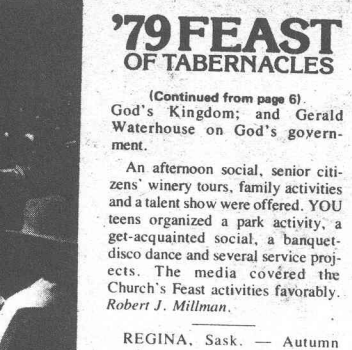 '79 FEAST
OF TABERNACLES
(Continued from page 6).
God's Kingdom; and Gerald
Waterhouse on God's govern-
ment.
An afternoon social, senior citi-
zens' winery tours, family activities
and a talent show were offered. YOU
teens organized a park activity, a
get-acquainted social, a banquet-
disco dance and several service proj-
ects. The media covered the
Church's Feast activities favorably.
Robert J. Millman.
REGINA, Sask. — Autumn